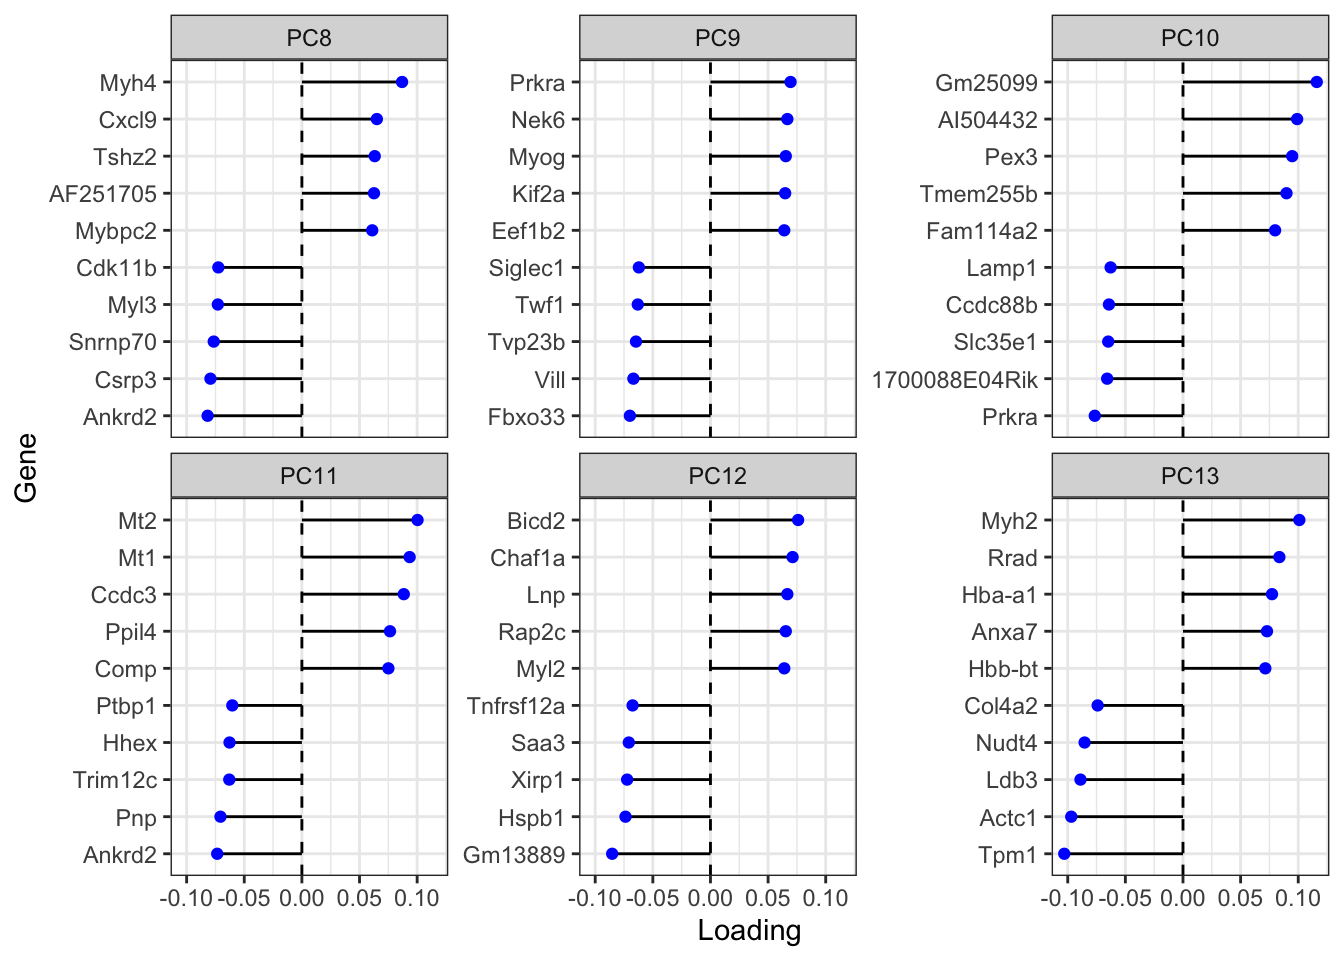 PC8
PC9
PC10
Myh4
Cxcl9
Tshz2
AF251705
Mybpc2
Cdk11b
Myl3
Snrnp70
Csrp3
Ankrd2
Prkra
Nek6
Myog
Kif2a
Eef1b2
Siglec1
Twf1
Tvp23b
Vill
Fbxo33
Gm25099
AI504432
Pex3
Tmem255b
Fam114a2
Lamp1
Ccdc88b
Slc35e1
1700088E04Rik
Prkra
Gene
PC11
PC12
PC13
Mt2
Mt1
Ccdc3
Ppil4
Comp
Ptbp1
Hhex
Trim12c
Pnp
Ankrd2
Bicd2
Chaf1a
Lnp
Rap2c
Myl2
Tnfrsf12a
Saa3
Xirp1
Hspb1
Gm13889
Myh2
Rrad
Hba-a1
Anxa7
Hbb-bt
Col4a2
Nudt4
Ldb3
Actc1
Tpm1
-0.10 -0.05 0.00 0.05 0.10
-0.10 -0.05 0.00 0.05 0.10
-0.10 -0.05 0.00 0.05 0.10
Loading